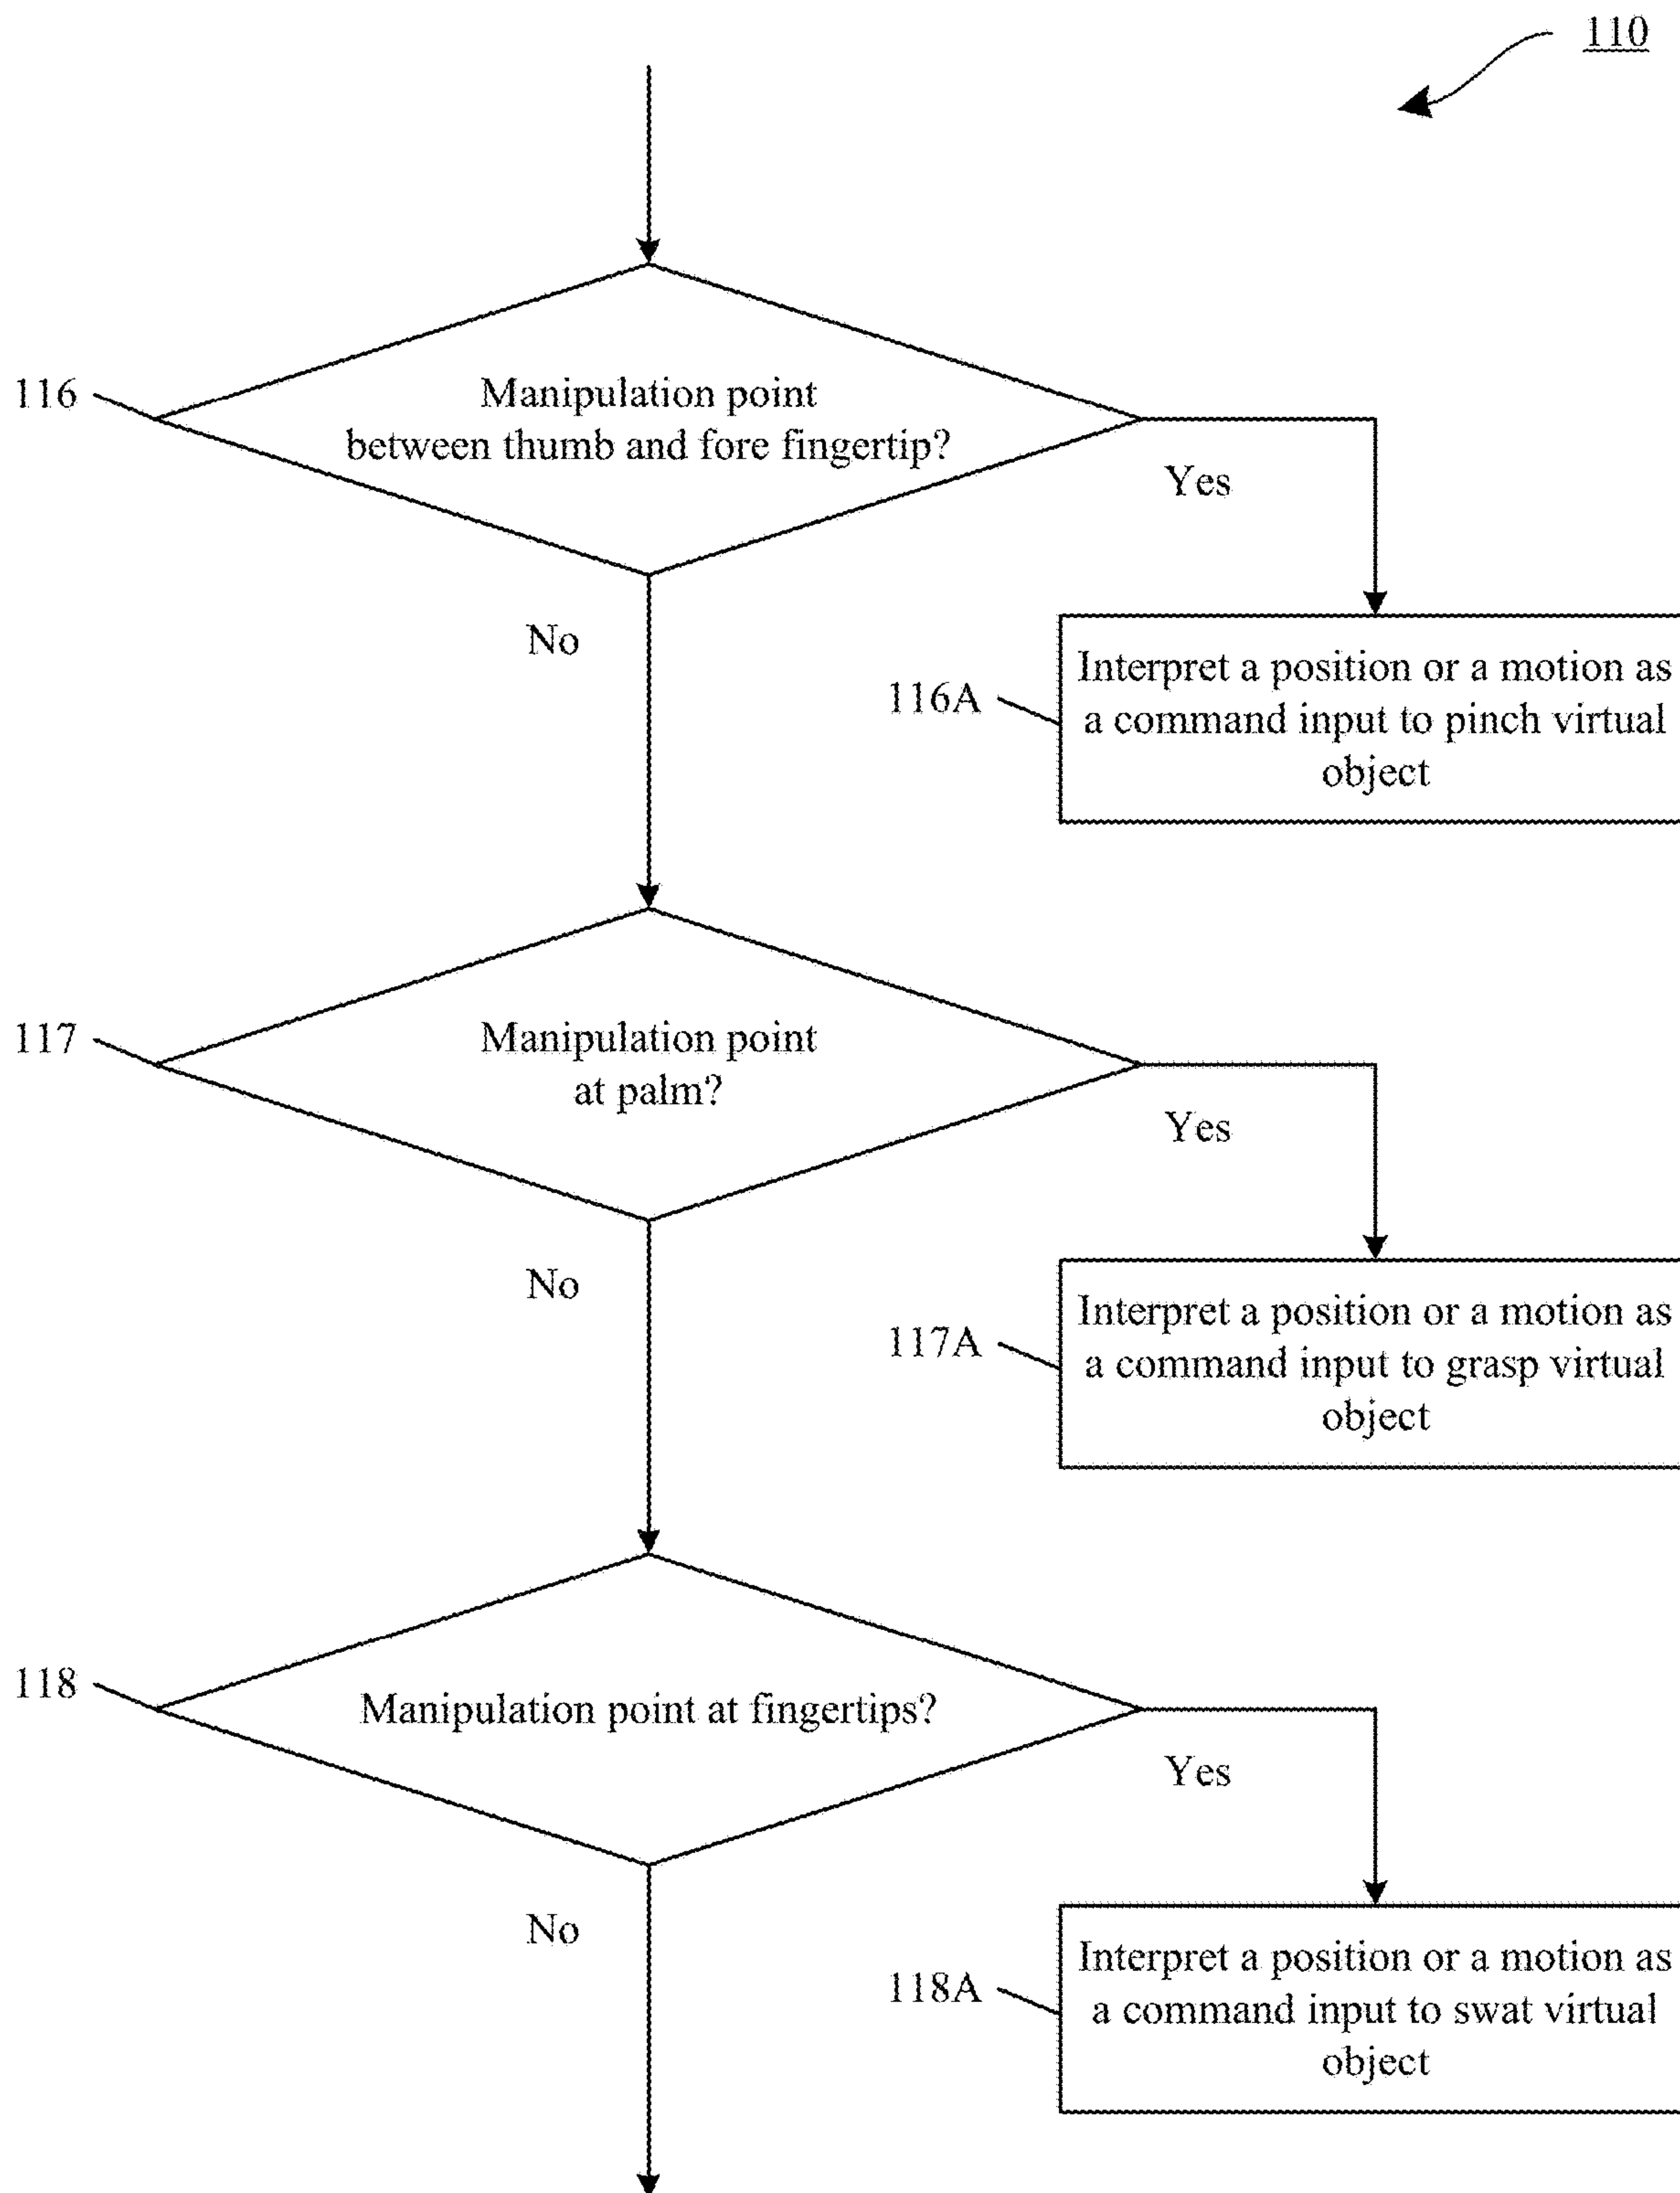 110
116
Manipulation point
between thumb and fore fingertip?
Yes
No
116A
Interpret a position or a motion as
a command input to pinch virtual
object
117
Manipulation point
at palm?
Yes
No
117A
Interpret a position or a motion as
a command input to grasp virtual
object
118
Manipulation point at fingertips?
Yes
No
118A
Interpret a position or a motion as
a command input to swat virtual
object